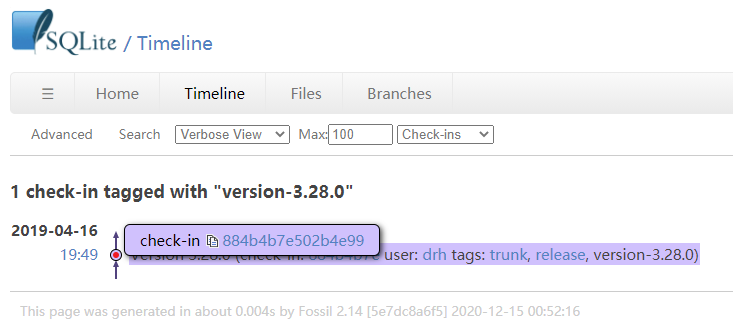 SQLite / Timeline
☰ Home Timeline Files Branches
Advanced Search Verbose View Max: 100 Check-ins
1 check-in tagged with "version-3.28.0"
2019-04-16
check-in 884b4b7e502b4e99
19:49 user: drh tags: trunk, release, version-3.28.0)
This page was generated in about 0.004s by Fossil 2.14 [5e7dc8a6f5] 2020-12-15 00:52:16